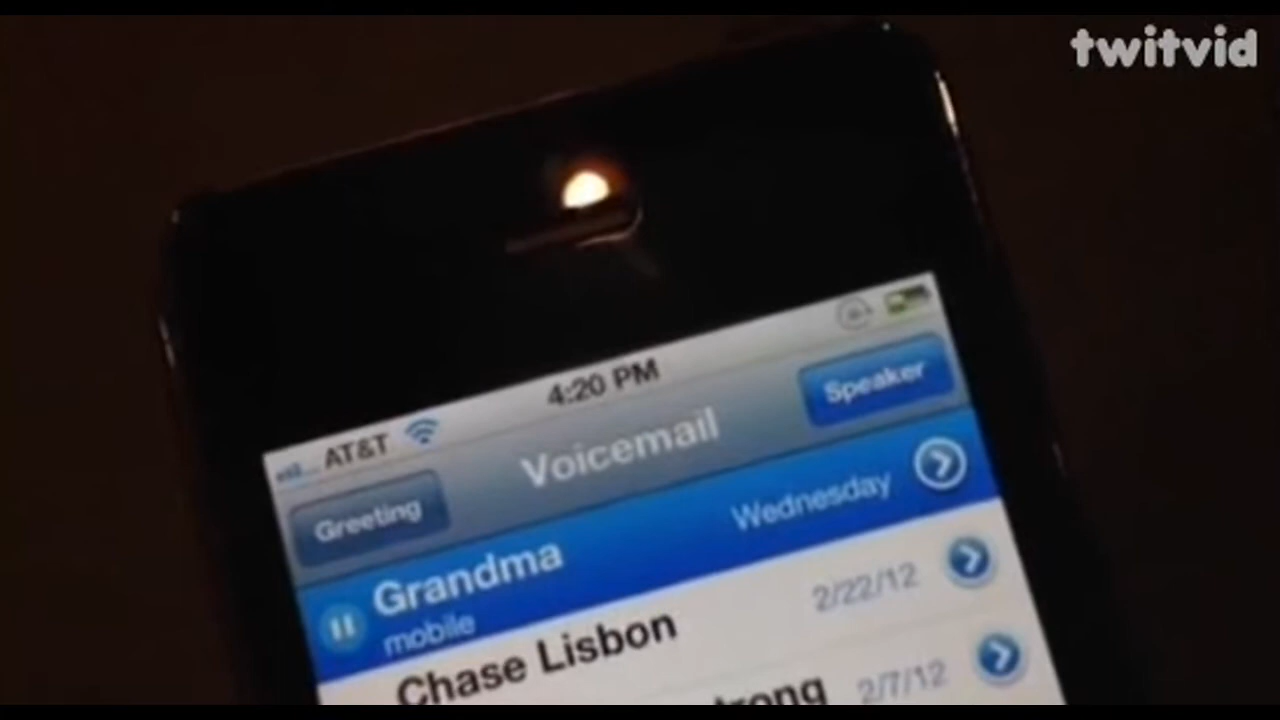 twitvid
AT&T 4:20 PM
Greeting Voicemail Speaker
Grandma Wednesday
mobile
Chase Lisbon 2/22/12
2/7/12